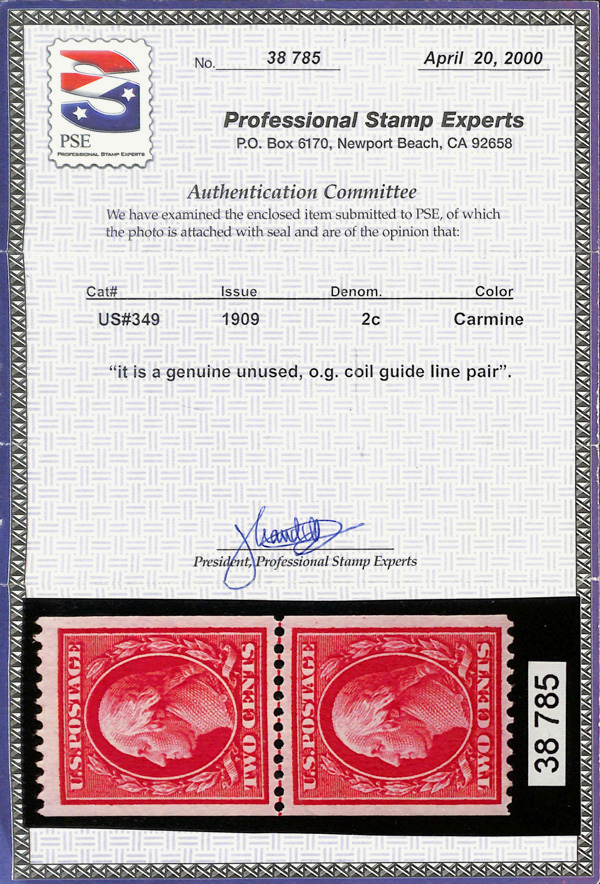 PSE
PROFESSIONAL STAMP EXPERTS
No. 38 785 April 20, 2000
Professional Stamp Experts
P.O. Box 6170, Newport Beach, CA 92658
Authentication Committee
We have examined the enclosed item submitted to PSE, of which
the photo is attached with seal and are of the opinion that:
Cat# Issue Denom. Color
US#349 1909 2c Carmine
“it is a genuine unused, o.g. coil guide line pair”.
President, Professional Stamp Experts
U.S. POSTAGE
TWO CENTS
U.S. POSTAGE
TWO CENTS
38 785